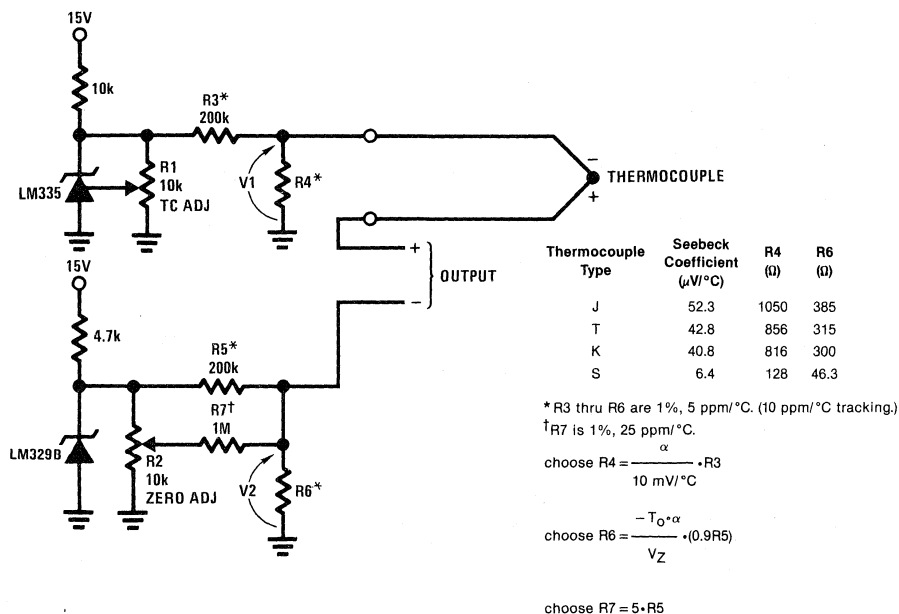 15V
10k
R3*
200k
LM335
R1
10k
TC ADJ
V1
R4*
−
THERMOCOUPLE
+
+
OUTPUT
−
15V
4.7k
R5*
200k
R7†
1M
LM329B
R2
10k
ZERO ADJ
V2
R6*
Thermocouple Type Seebeck Coefficient (μV/°C) R4 (Ω) R6 (Ω)
J 52.3 1050 385
T 42.8 856 315
K 40.8 816 300
S 6.4 128 46.3
*R3 thru R6 are 1%, 5 ppm/°C. (10 ppm/°C tracking.)
†R7 is 1%, 25 ppm/°C.
choose R4 = α / 10 mV/°C •R3
choose R6 = −To•α / VZ •(0.9R5)
choose R7 = 5•R5